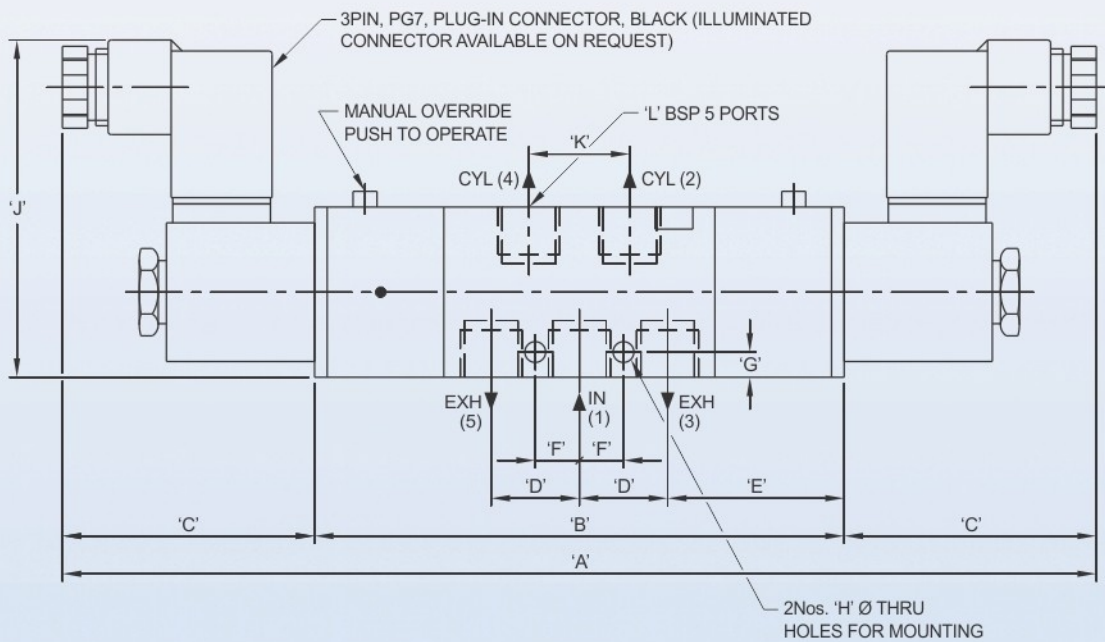 3PIN, PG7, PLUG-IN CONNECTOR, BLACK (ILLUMINATED
CONNECTOR AVAILABLE ON REQUEST)
MANUAL OVERRIDE
PUSH TO OPERATE
‘L’ BSP 5 PORTS
‘K’
CYL (4)
CYL (2)
‘J’
‘G’
EXH
(5)
IN
(1)
EXH
(3)
‘F’
‘F’
‘D’
‘D’
‘E’
‘C’
‘B’
‘C’
‘A’
2Nos. ‘H’ Ø THRU
HOLES FOR MOUNTING